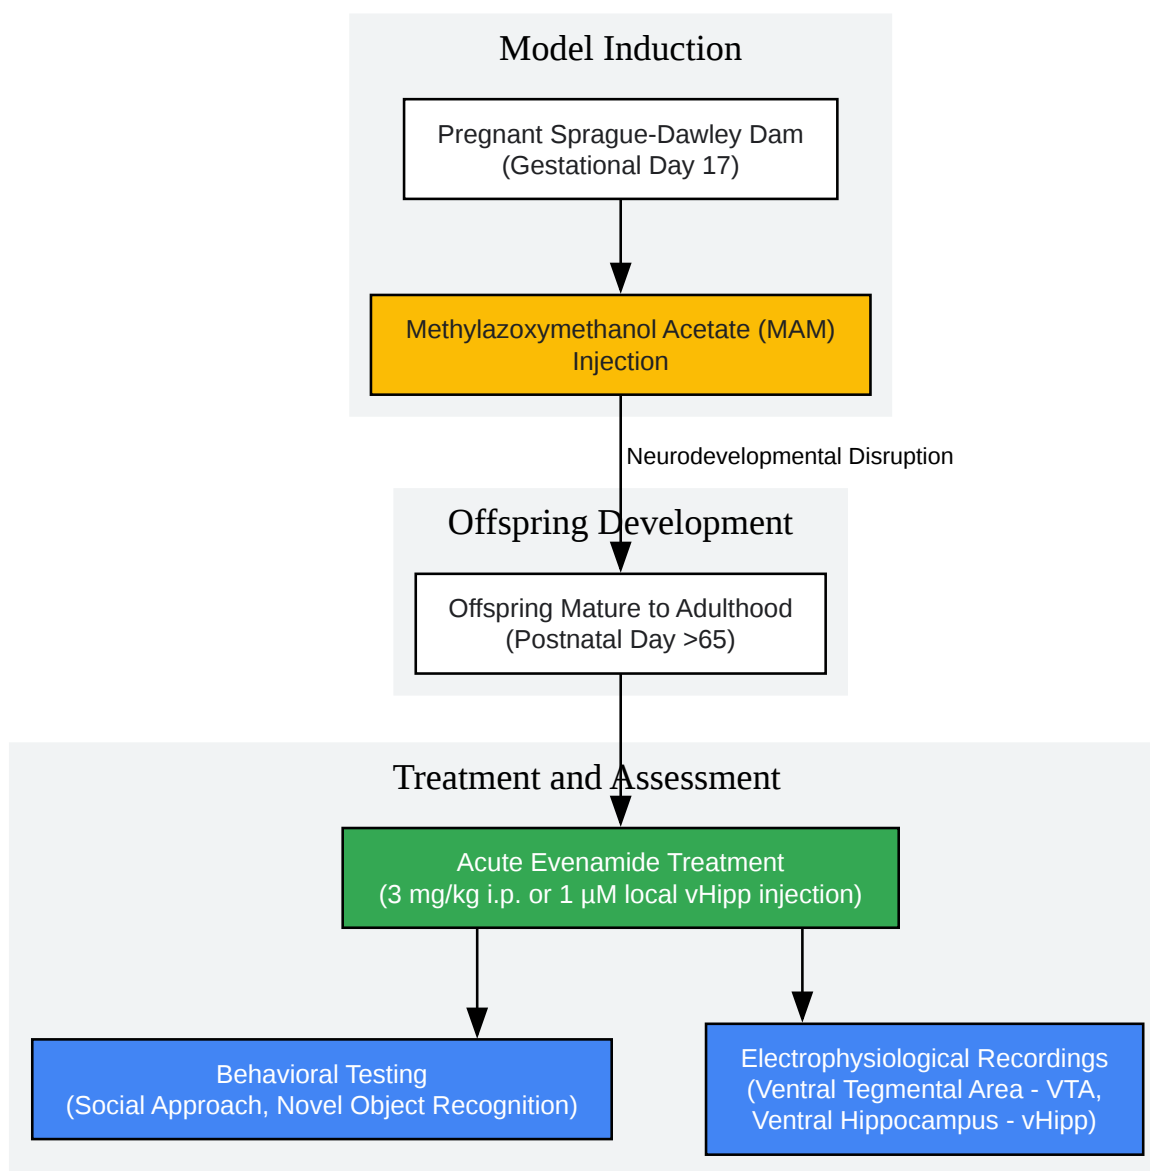 Model Induction
Pregnant Sprague-Dawley Dam
(Gestational Day 17)
Methylazoxymethanol Acetate (MAM)
Injection
Neurodevelopmental Disruption
Offspring Development
Offspring Mature to Adulthood
(Postnatal Day >65)
Treatment and Assessment
Acute Evenamide Treatment
(3 mg/kg i.p. or 1 µM local vHipp injection)
Behavioral Testing
(Social Approach, Novel Object Recognition)
Electrophysiological Recordings
(Ventral Tegmental Area - VTA,
Ventral Hippocampus - vHipp)